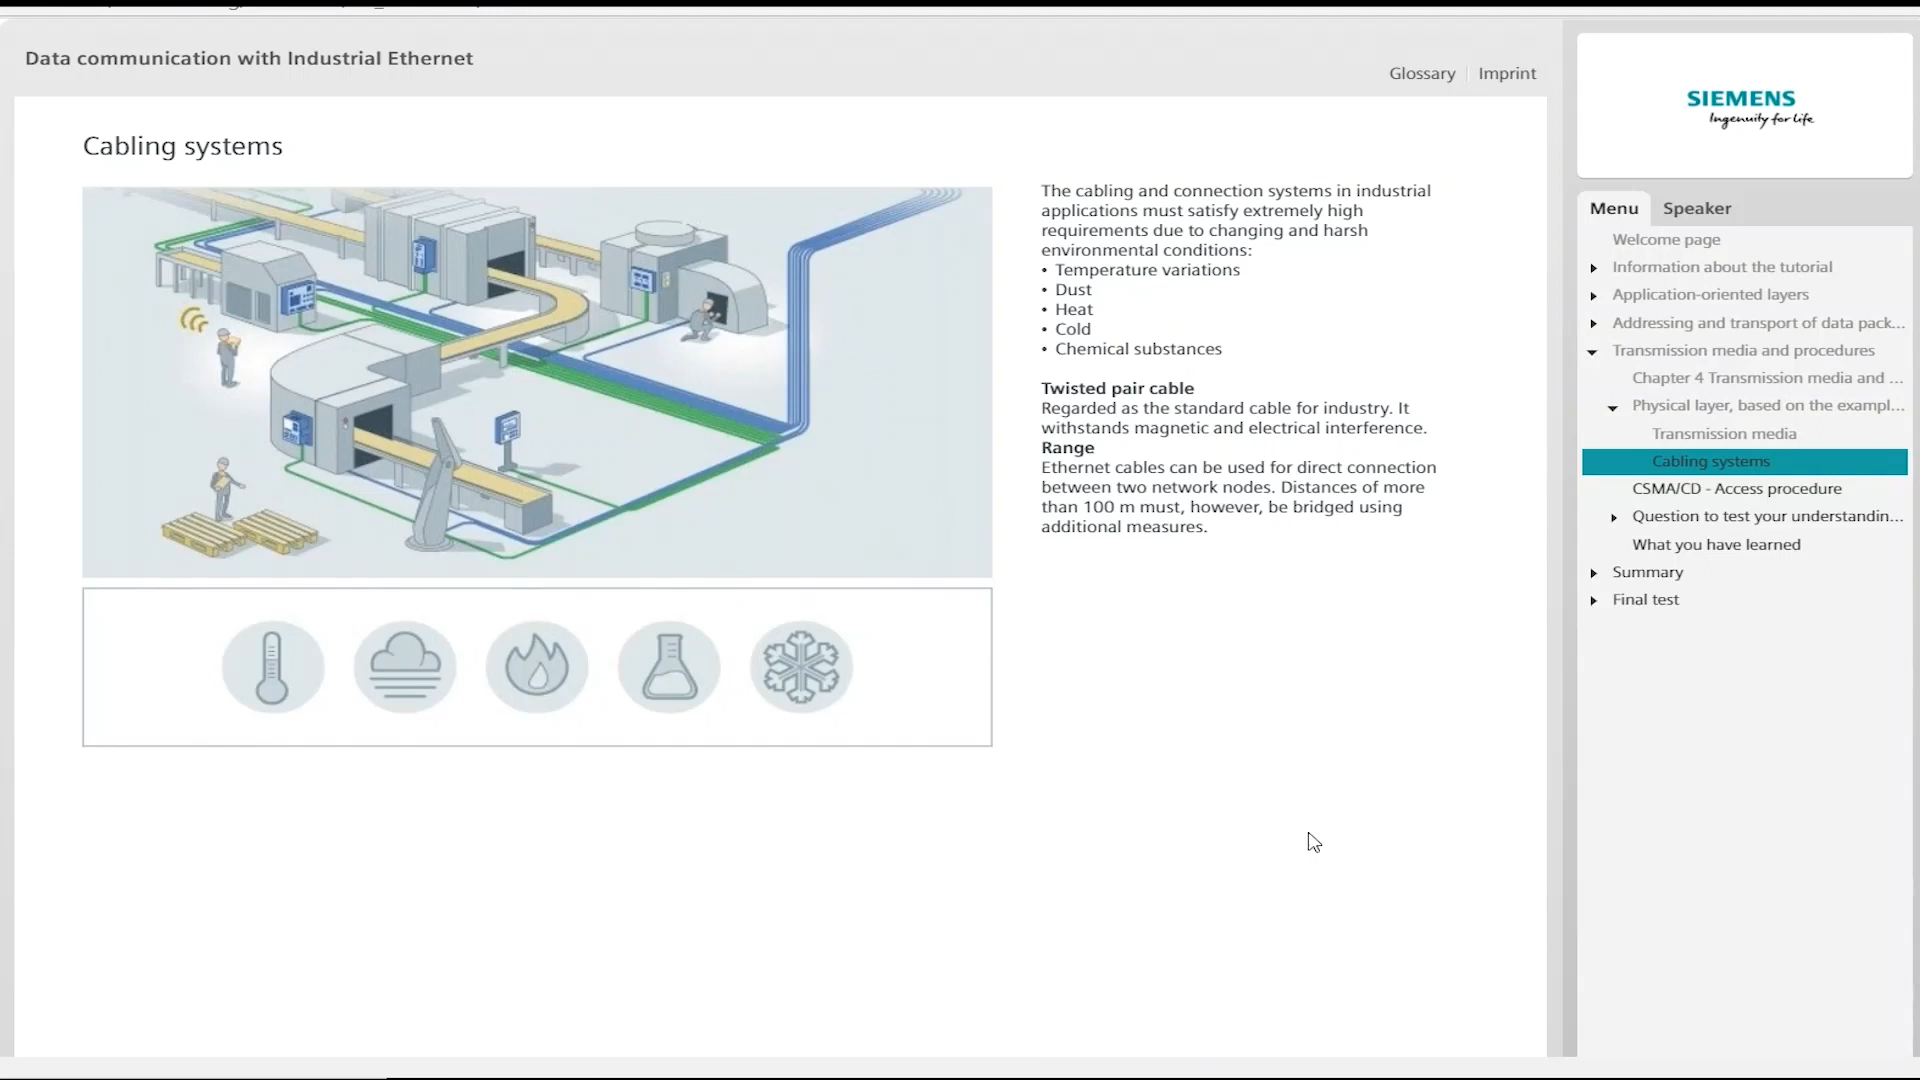 Data communication with Industrial Ethernet
Glossary
Imprint
SIEMENS
Ingenuity for life
Cabling systems
The cabling and connection systems in industrial
applications must satisfy extremely high
requirements due to changing and harsh
environmental conditions:
• Temperature variations
• Dust
• Heat
• Cold
• Chemical substances
Twisted pair cable
Regarded as the standard cable for industry. It
withstands magnetic and electrical interference.
Range
Ethernet cables can be used for direct connection
between two network nodes. Distances of more
than 100 m must, however, be bridged using
additional measures.
Menu
Speaker
Welcome page
Information about the tutorial
Application-oriented layers
Addressing and transport of data pack...
Transmission media and procedures
Chapter 4 Transmission media and ...
Physical layer, based on the exampl...
Transmission media
Cabling systems
CSMA/CD - Access procedure
Question to test your understandin...
What you have learned
Summary
Final test